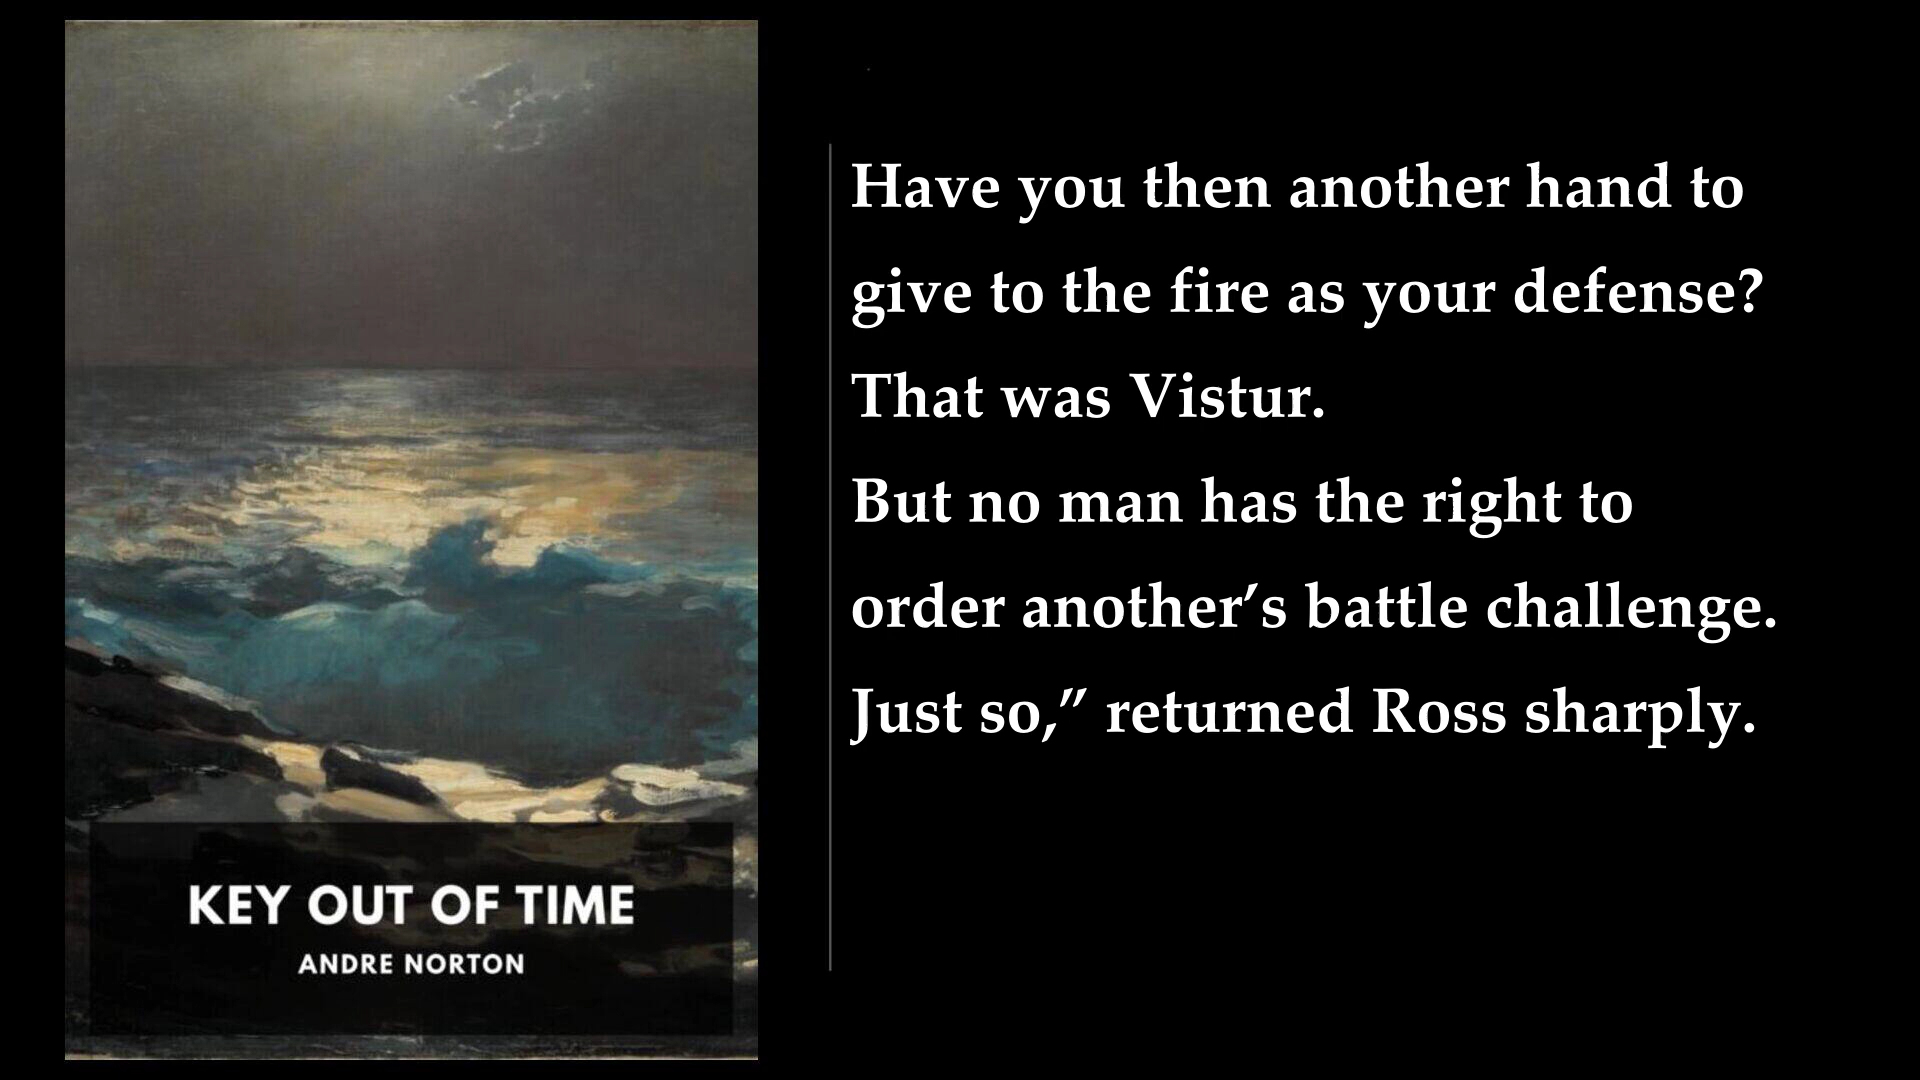 Have you then another hand to
give to the fire as your defense?
That was Vistur.
But no man has the right to
order another’s battle challenge.
Just so,” returned Ross sharply.
KEY OUT OF TIME
ANDRE NORTON